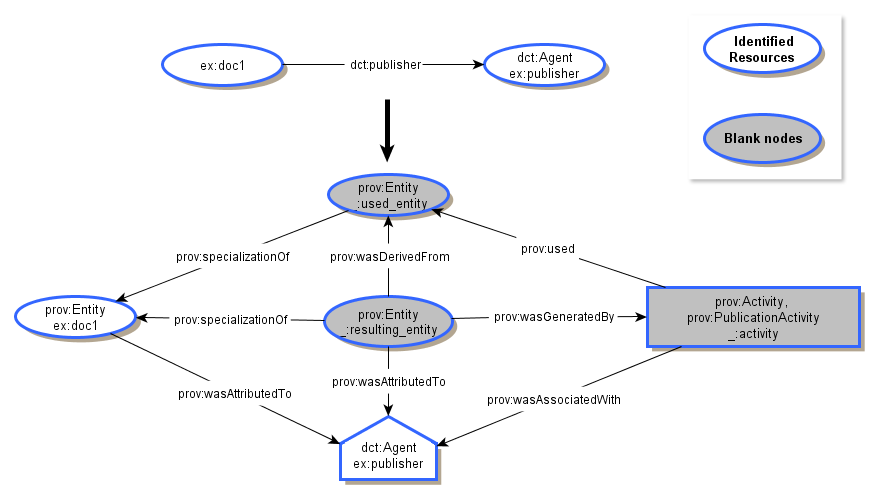 ex:doc1
dct:publisher
dct:Agent
ex:publisher
Identified
Resources
Blank nodes
prov:Entity
_:used_entity
prov:specializationOf
prov:wasDerivedFrom
prov:used
prov:Entity
ex:doc1
prov:specializationOf
prov:Entity
_:resulting_entity
prov:wasGeneratedBy
prov:Activity,
prov:PublicationActivity
_:activity
prov:wasAttributedTo
prov:wasAttributedTo
prov:wasAssociatedWith
dct:Agent
ex:publisher